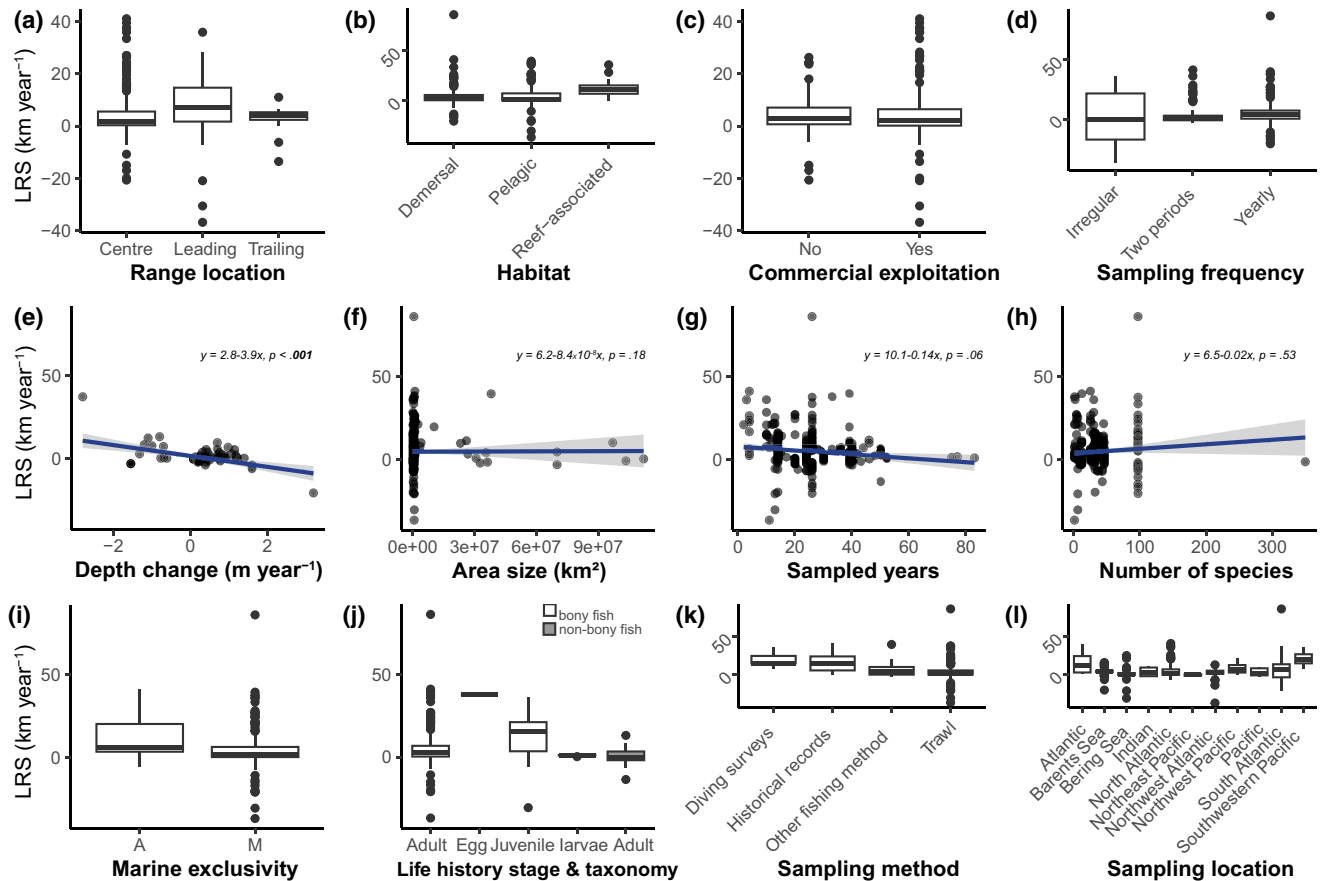 (a)
LRS (km year⁻¹)
40
20
0
−20
−40
Centre Leading Trailing
Range location
(b)
50
0
Demersal
Pelagic
Reef−associated
Habitat
(c)
40
20
0
−20
−40
No Yes
Commercial exploitation
(d)
50
0
Irregular
Two periods
Yearly
Sampling frequency
(e)
LRS (km year⁻¹)
y = 2.8-3.9x, p < .001
50
0
−2 0 2
Depth change (m year⁻¹)
(f)
y = 6.2-8.4x10⁻⁸x, p = .18
50
0
0e+00 3e+07 6e+07 9e+07
Area size (km²)
(g)
y = 10.1-0.14x, p = .06
50
0
0 20 40 60 80
Sampled years
(h)
y = 6.5-0.02x, p = .53
50
0
0 100 200 300
Number of species
(i)
LRS (km year⁻¹)
50
0
A M
Marine exclusivity
(j)
bony fish
non-bony fish
50
0
Adult Egg Juvenile larvae Adult
Life history stage & taxonomy
(k)
50
0
Diving surveys
Historical records
Other fishing method
Trawl
Sampling method
(l)
50
0
Atlantic
Barents Sea
Bering Sea
Indian
North Atlantic
Northeast Pacific
Northwest Atlantic
Northwest Pacific
Pacific
South Atlantic
Southwestern Pacific
Sampling location